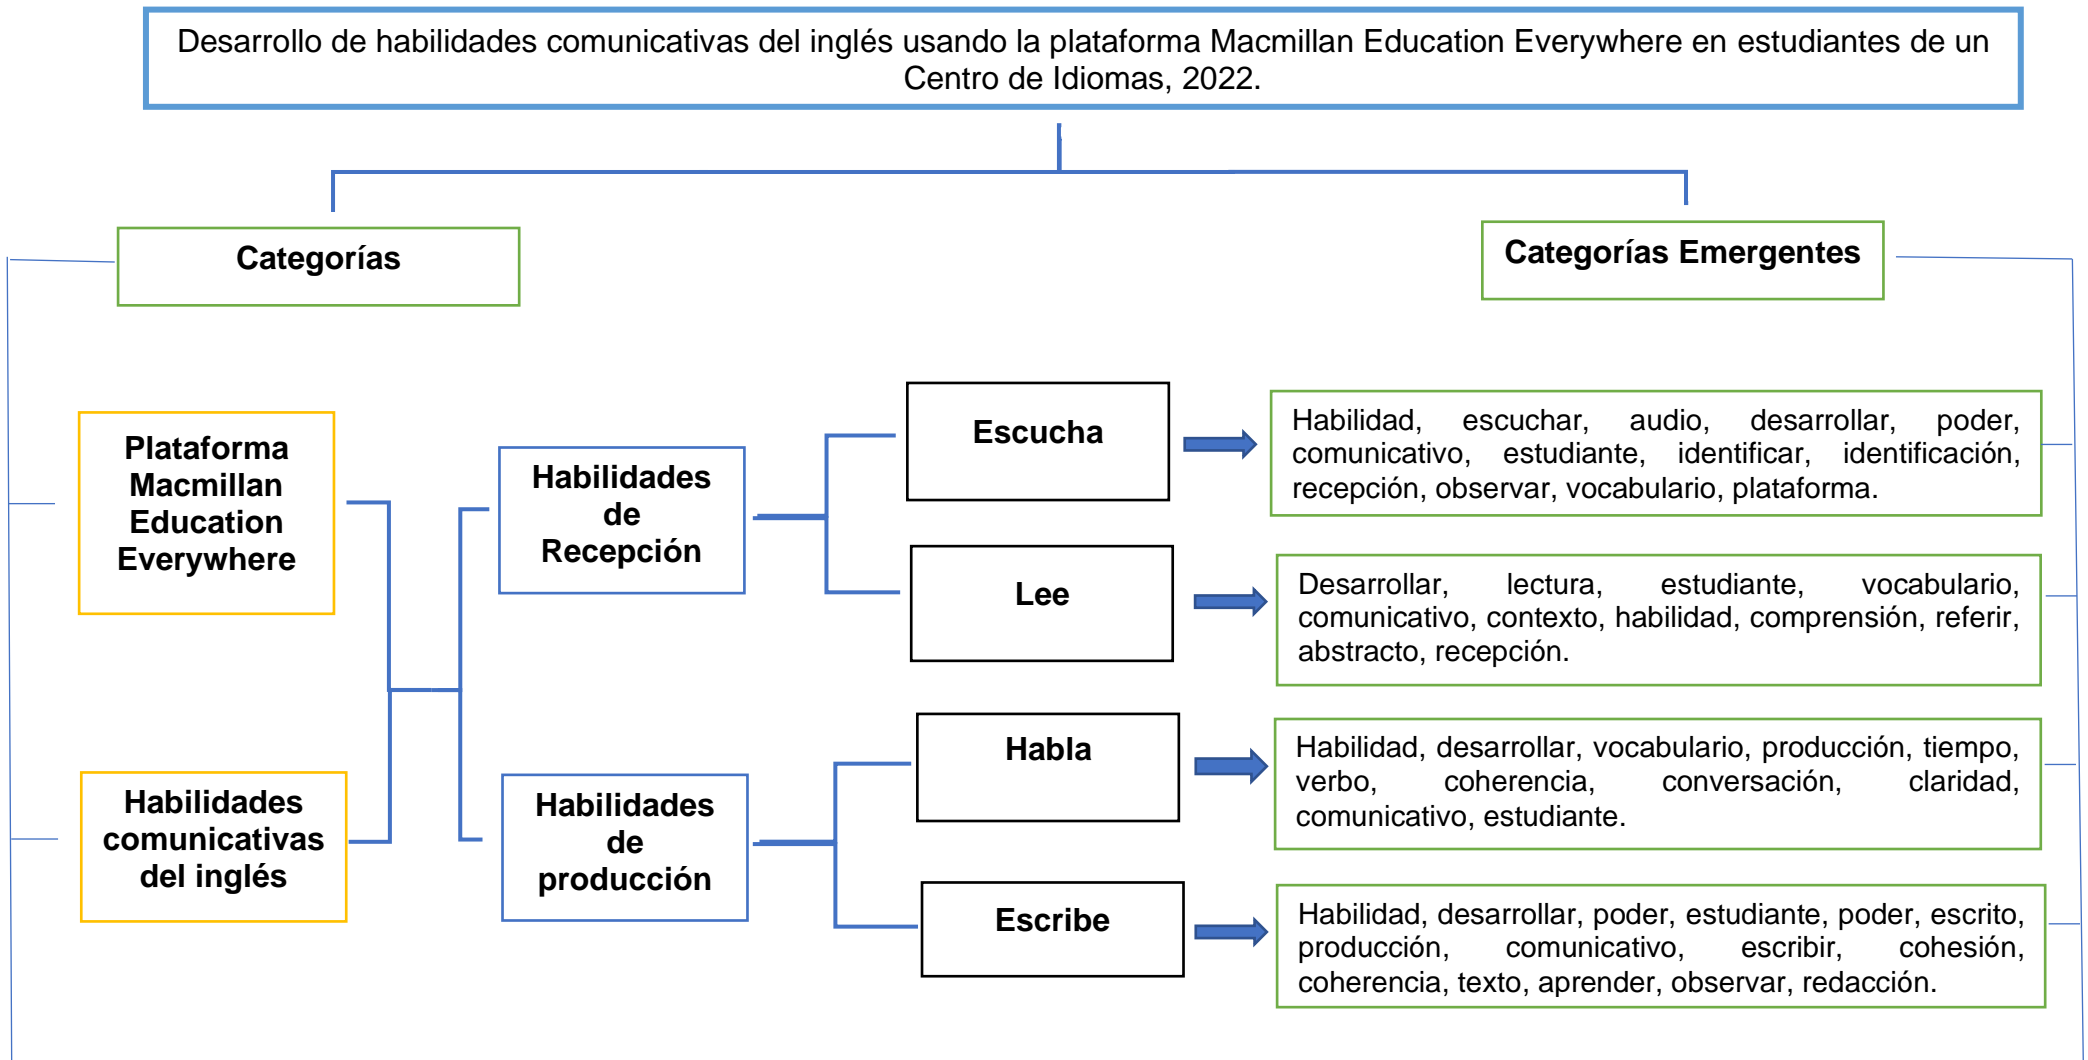 Desarrollo de habilidades comunicativas del inglés usando la plataforma Macmillan Education Everywhere en estudiantes de un
Centro de Idiomas, 2022.
Categorías
Categorías Emergentes
Plataforma
Macmillan
Education
Everywhere
Habilidades
comunicativas
del inglés
Habilidades
de
Recepción
Habilidades
de
producción
Escucha
Habilidad, escuchar, audio, desarrollar, poder,
comunicativo, estudiante, identificar, identificación,
recepción, observar, vocabulario, plataforma.
Lee
Desarrollar, lectura, estudiante, vocabulario,
comunicativo, contexto, habilidad, comprensión, referir,
abstracto, recepción.
Habla
Habilidad, desarrollar, vocabulario, producción, tiempo,
verbo, coherencia, conversación, claridad,
comunicativo, estudiante.
Escribe
Habilidad, desarrollar, poder, estudiante, poder, escrito,
producción, comunicativo, escribir, cohesión,
coherencia, texto, aprender, observar, redacción.